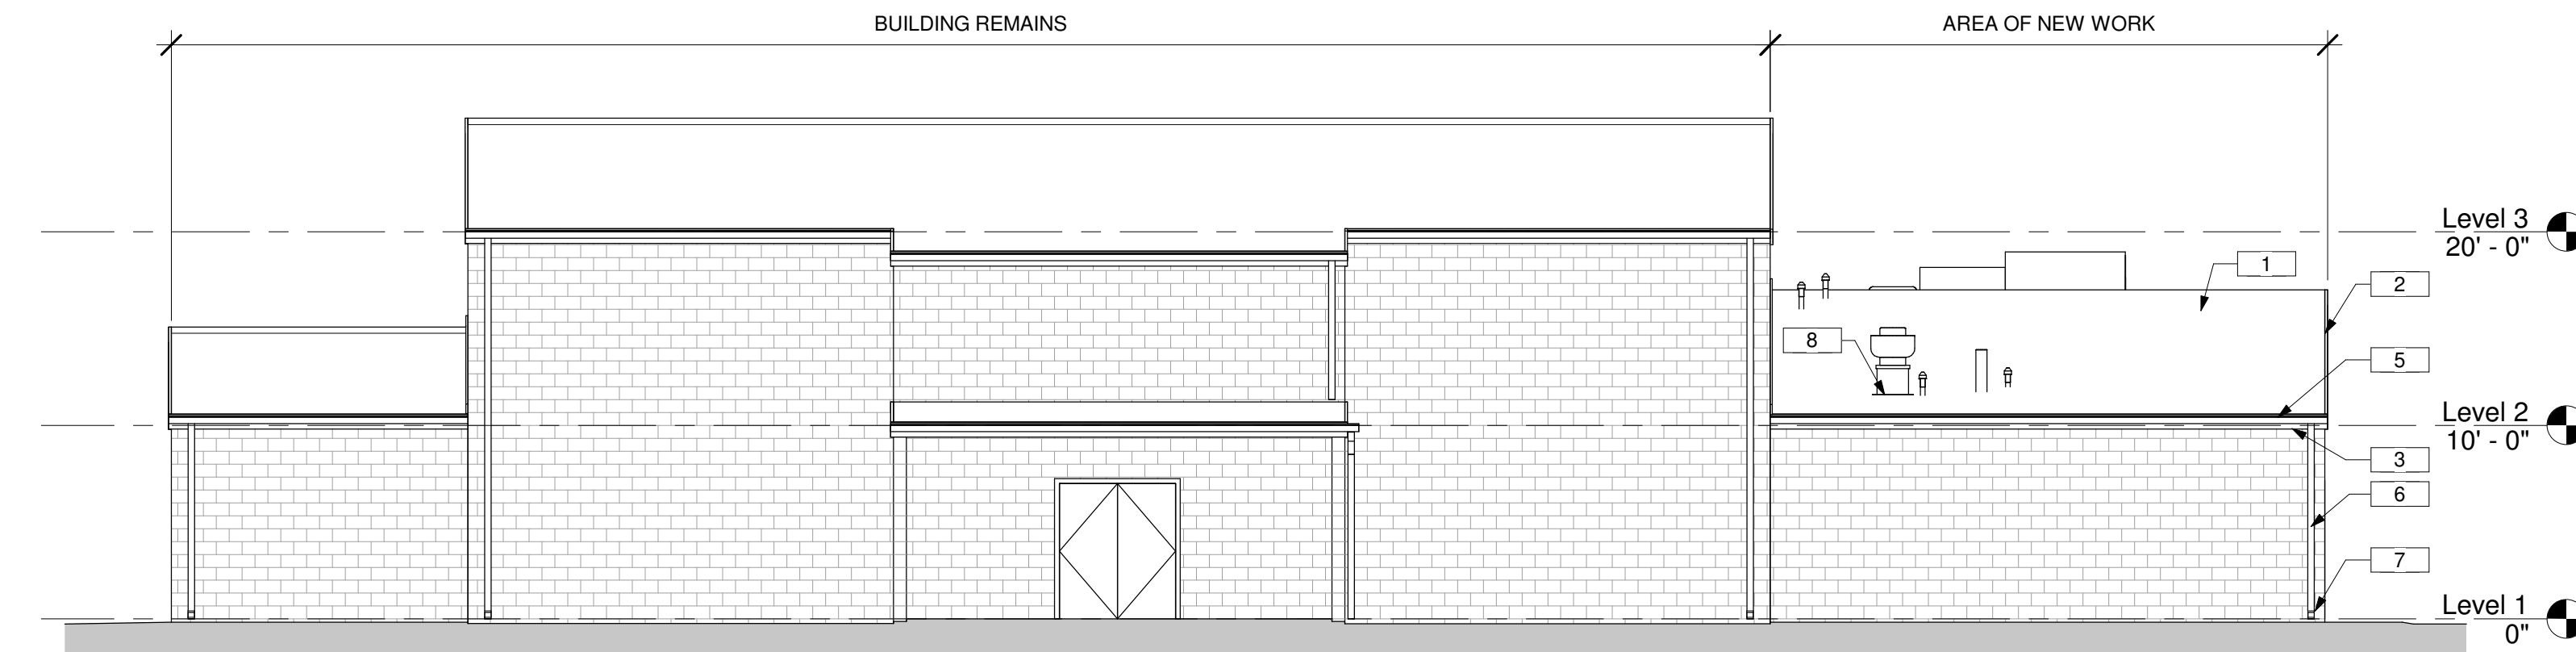 BUILDING REMAINS
AREA OF NEW WORK
Level 3
20' - 0"
1
2
8
5
Level 2
10' - 0"
3
6
7
Level 1
0"